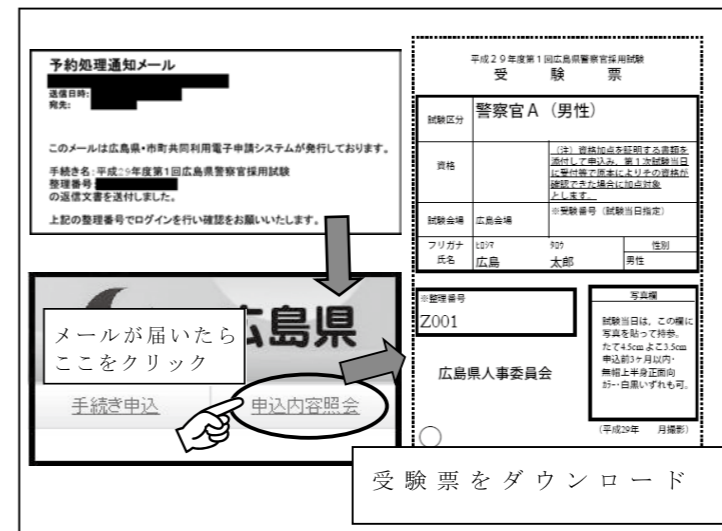 予約処理通知メール
送信日時:
宛先:
このメールは広島県・市町共同利用電子申請システムが発行しております。
手続き名:平成29年度第1回広島県警察官採用試験
整理番号:
の返信文書を送付しました。
上記の整理番号でログインを行い確認をお願いいたします。
メールが届いたら
ここをクリック
広島県
手続き申込
申込内容照会
平成29年度第1回広島県警察官採用試験
受 験 票
試験区分
警察官A (男性)
資格
(注) 資格加点を証明する書類を
添付して申込み、第1次試験当日
に受付等で原本によりその資格が
確認できた場合に加点対象
とします。
試験会場
広島会場
※受験番号 (試験当日指定)
フリガナ
ヒロシマ
タロウ
性別
氏名
広島
太郎
男性
※整理番号
Z001
広島県人事委員会
写真欄
試験当日は、この欄に
写真を貼って持参。
たて4.5cm よこ3.5cm
申込前3ヶ月以内・
無帽上半身正面向
カラー・白黒いずれも可。
(平成29年 月撮影)
受験票をダウンロード